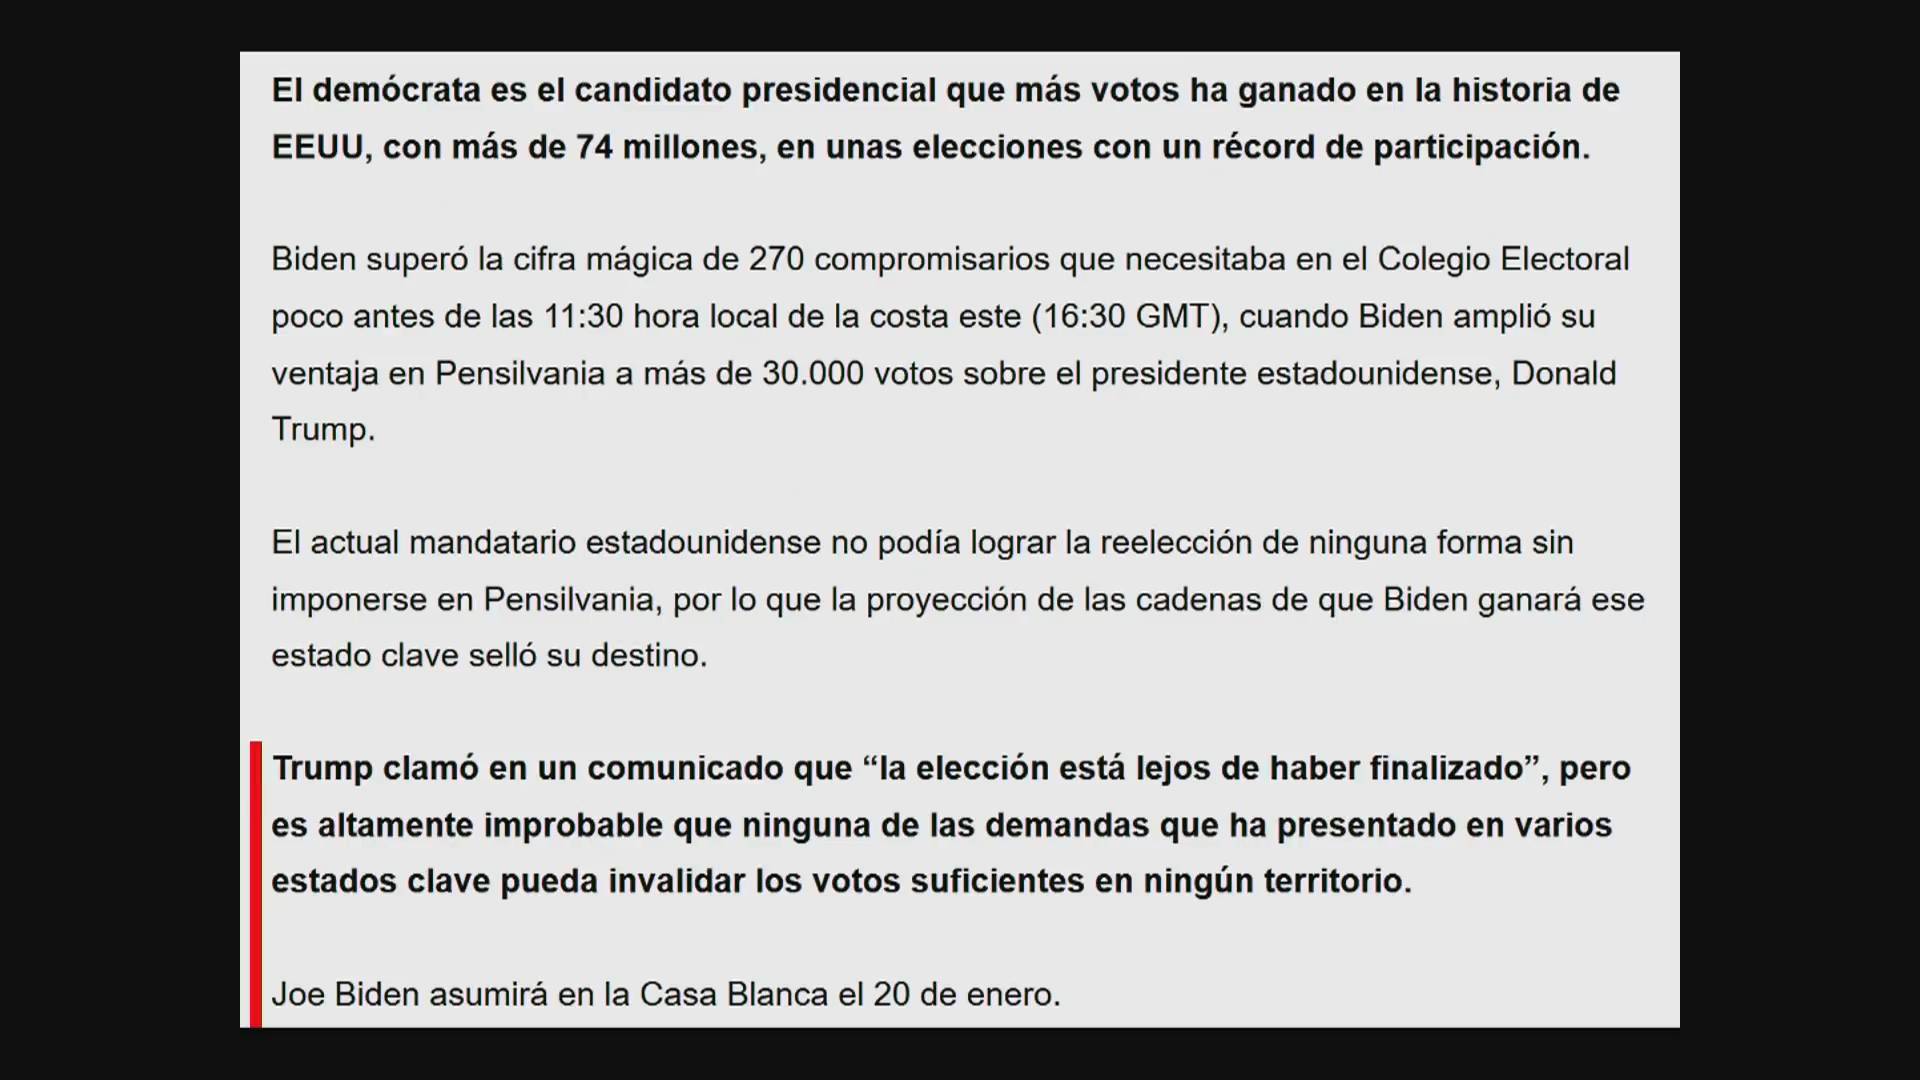 El demócrata es el candidato presidencial que más votos ha ganado en la historia de
EEUU, con más de 74 millones, en unas elecciones con un récord de participación.
Biden superó la cifra mágica de 270 compromisarios que necesitaba en el Colegio Electoral
poco antes de las 11:30 hora local de la costa este (16:30 GMT), cuando Biden amplió su
ventaja en Pensilvania a más de 30.000 votos sobre el presidente estadounidense, Donald
Trump.
El actual mandatario estadounidense no podía lograr la reelección de ninguna forma sin
imponerse en Pensilvania, por lo que la proyección de las cadenas de que Biden ganará ese
estado clave selló su destino.
Trump clamó en un comunicado que “la elección está lejos de haber finalizado”, pero
es altamente improbable que ninguna de las demandas que ha presentado en varios
estados clave pueda invalidar los votos suficientes en ningún territorio.
Joe Biden asumirá en la Casa Blanca el 20 de enero.